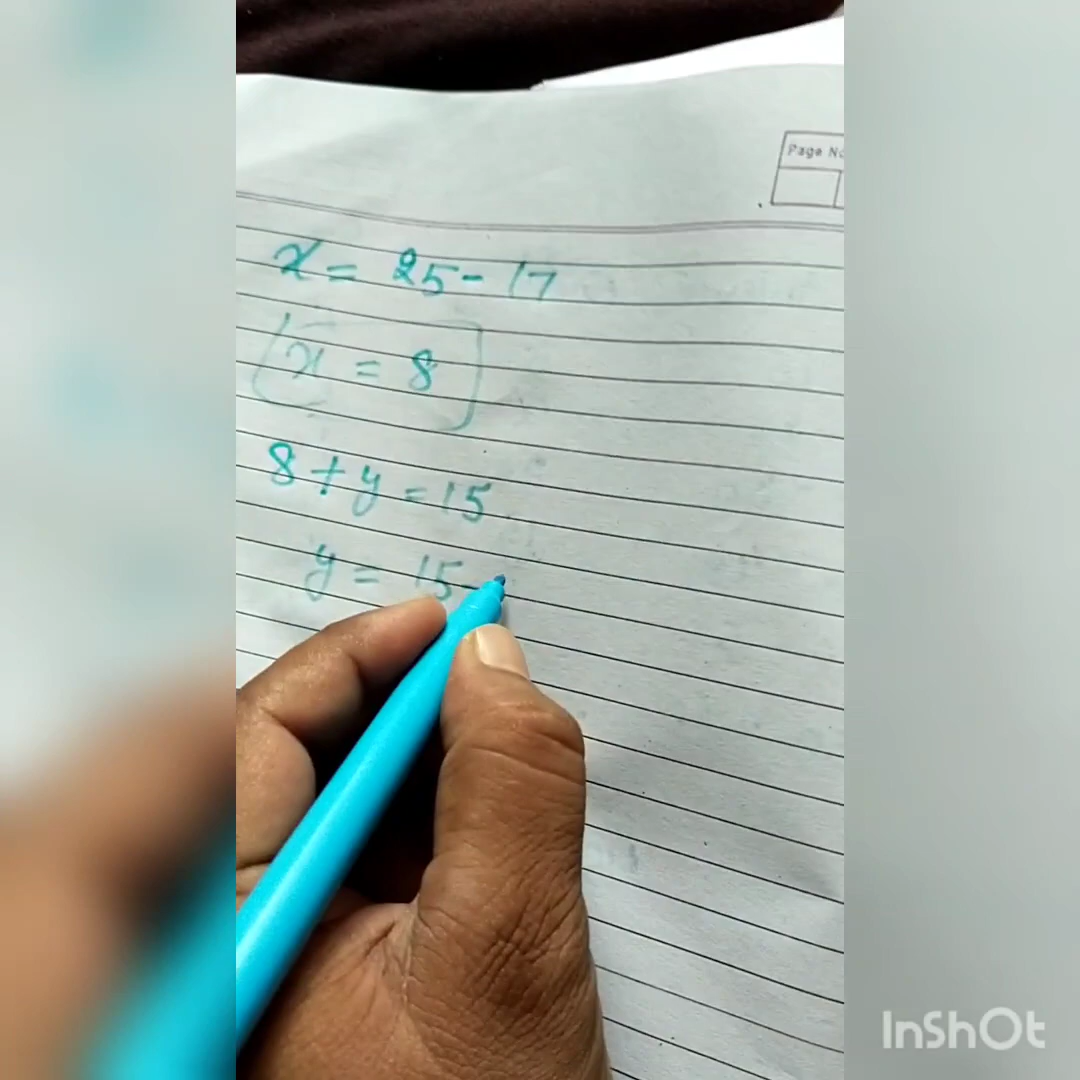 Page No
x = 25 - 17
x = 8
8 + y = 15
y = 15 -
InShOt